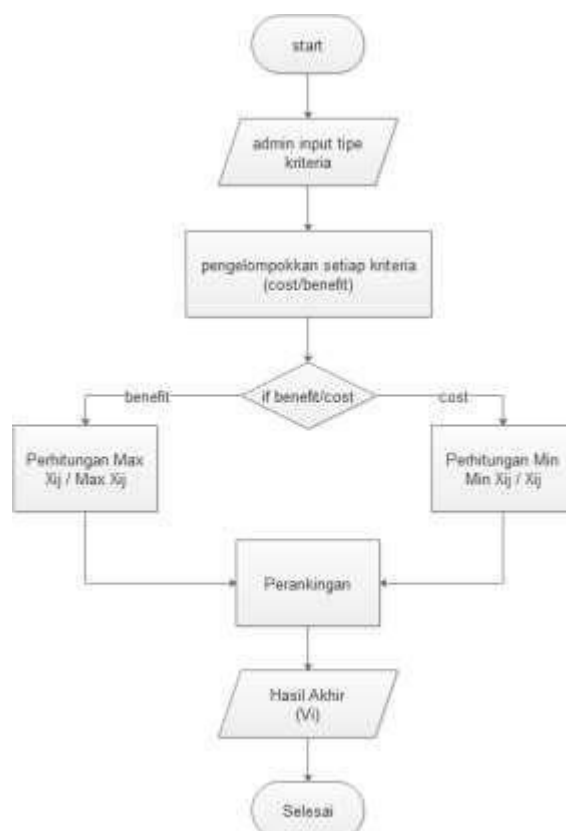 start
admin input tipe
kriteria
pengelompokkan setiap kriteria
(cost/benefit)
benefit
if benefit/cost
cost
Perhitungan Max
Xij / Max Xij
Perhitungan Min
Min Xij / Xij
Perankingan
Hasil Akhir
(Vi)
Selesai